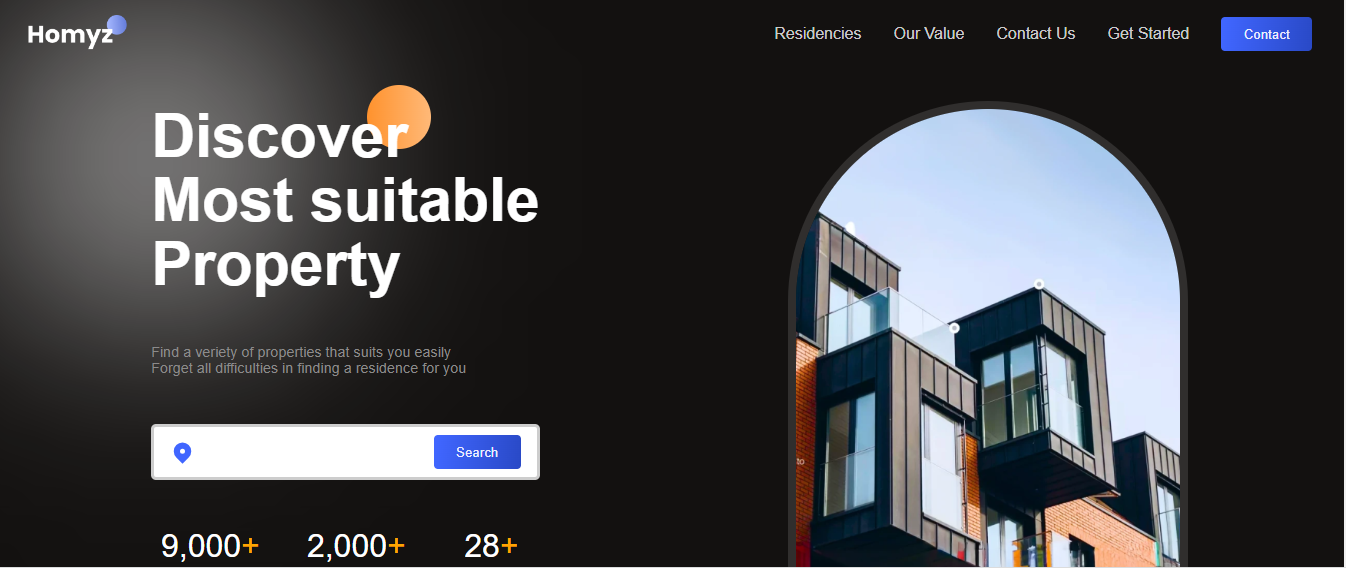 Homyz
Residencies
Our Value
Contact Us
Get Started
Contact
Discover
Most suitable
Property
Find a veriety of properties that suits you easily
Forget all difficulties in finding a residence for you
Search
9,000+
2,000+
28+
to